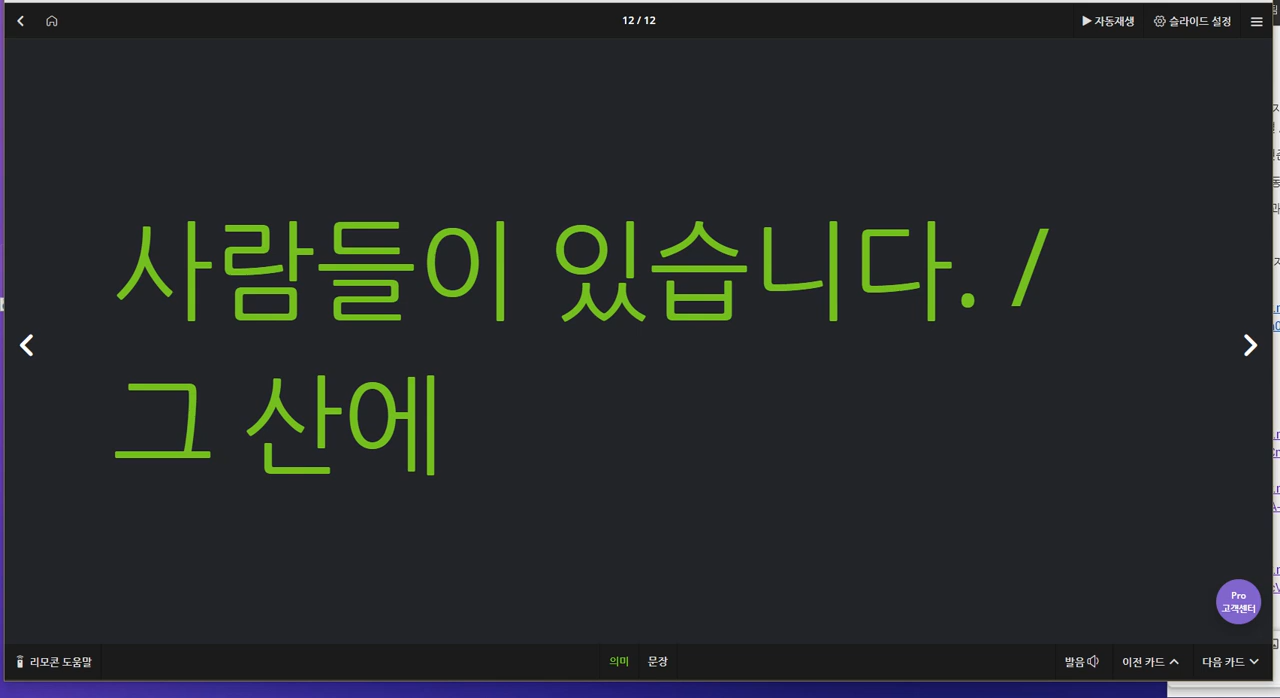 12 / 12
자동재생
슬라이드 설정
사람들이 있습니다. /
그 산에
Pro
고객센터
리모콘 도움말
의미
문장
발음
이전 카드
다음 카드